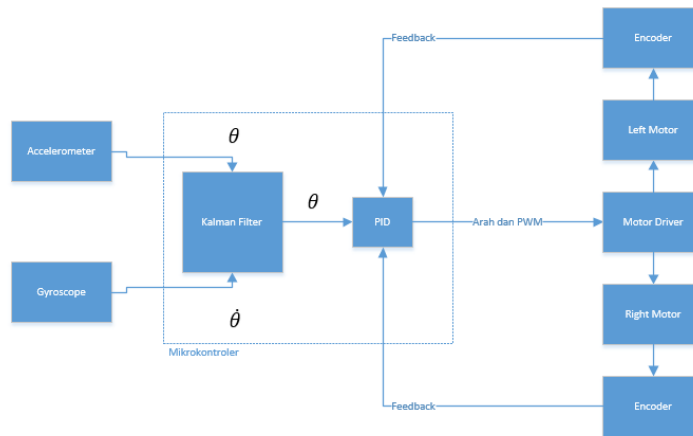 Encoder
Feedback
Left Motor
Accelerometer
θ
Kalman Filter
θ
PID
Arah dan PWM
Motor Driver
Gyroscope
θ̇
Right Motor
Mikrokontroler
Feedback
Encoder